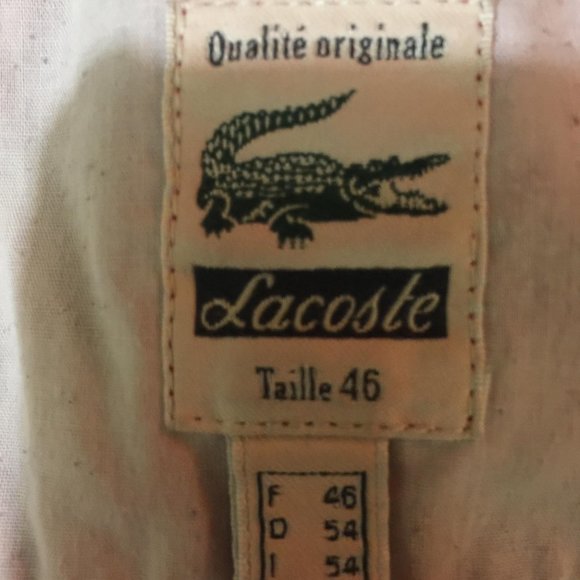 Qualité originale
Lacoste
Taille 46
F 46
D 54
I 54